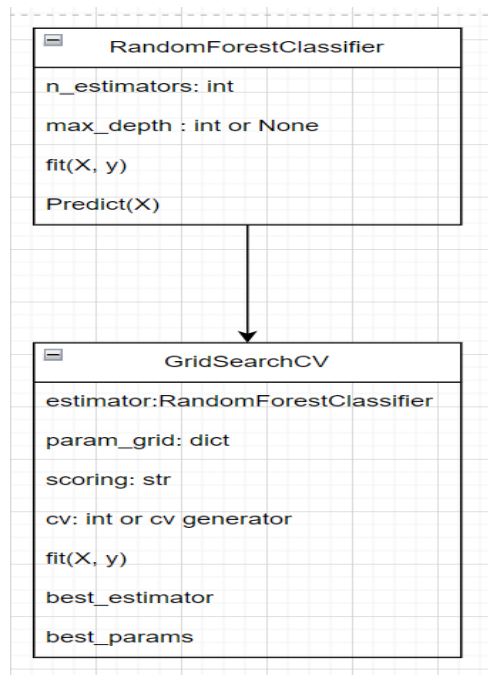 RandomForestClassifier
n_estimators: int
max_depth : int or None
fit(X, y)
Predict(X)
GridSearchCV
estimator:RandomForestClassifier
param_grid: dict
scoring: str
cv: int or cv generator
fit(X, y)
best_estimator
best_params